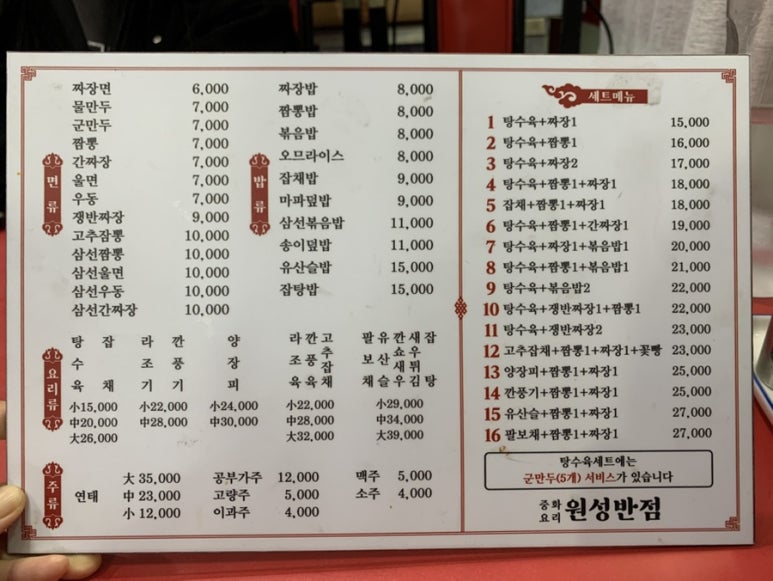 면류
짜장면 6,000
물만두 7,000
군만두 7,000
짬뽕 7,000
간짜장 7,000
울면 7,000
우동 7,000
쟁반짜장 9,000
고추잠뽕 10,000
삼선짬뽕 10,000
삼선울면 10,000
삼선우동 10,000
삼선간짜장 10,000
밥류
짜장밥 8,000
짬뽕밥 8,000
볶음밥 8,000
오므라이스 8,000
잡채밥 9,000
마파덮밥 9,000
삼선볶음밥 11,000
송이덮밥 11,000
유산슬밥 15,000
잡탕밥 15,000
요리류
탕수육 잡채
小15,000
中20,000
大26,000
라조기 깐풍기
小22,000
中28,000
양장피
小24,000
中30,000
라조육 깐풍육 고추잡채
小22,000
中28,000
大32,000
팔보채 유산슬 깐쇼새우 새우튀김 잡탕
小29,000
中34,000
大39,000
주류
연태 大 35,000
中 23,000
小 12,000
공부가주 12,000
고량주 5,000
이과주 4,000
맥주 5,000
소주 4,000
세트메뉴
1 탕수육+짜장1 15,000
2 탕수육+짬뽕1 16,000
3 탕수육+짜장2 17,000
4 탕수육+짬뽕1+짜장1 18,000
5 잡채+짬뽕1+짜장1 18,000
6 탕수육+짬뽕1+간짜장1 19,000
7 탕수육+짜장1+볶음밥1 20,000
8 탕수육+짬뽕1+볶음밥1 21,000
9 탕수육+볶음밥2 22,000
10 탕수육+쟁반짜장1+짬뽕1 22,000
11 탕수육+쟁반짜장2 23,000
12 고추잡채+짬뽕1+짜장1+꽃빵 23,000
13 양장피+짬뽕1+짜장1 25,000
14 깐풍기+짬뽕1+짜장1 25,000
15 유산슬+짬뽕1+짜장1 27,000
16 팔보채+짬뽕1+짜장1 27,000
탕수육세트에는
군만두(5개) 서비스가 있습니다
중화요리 원성반점